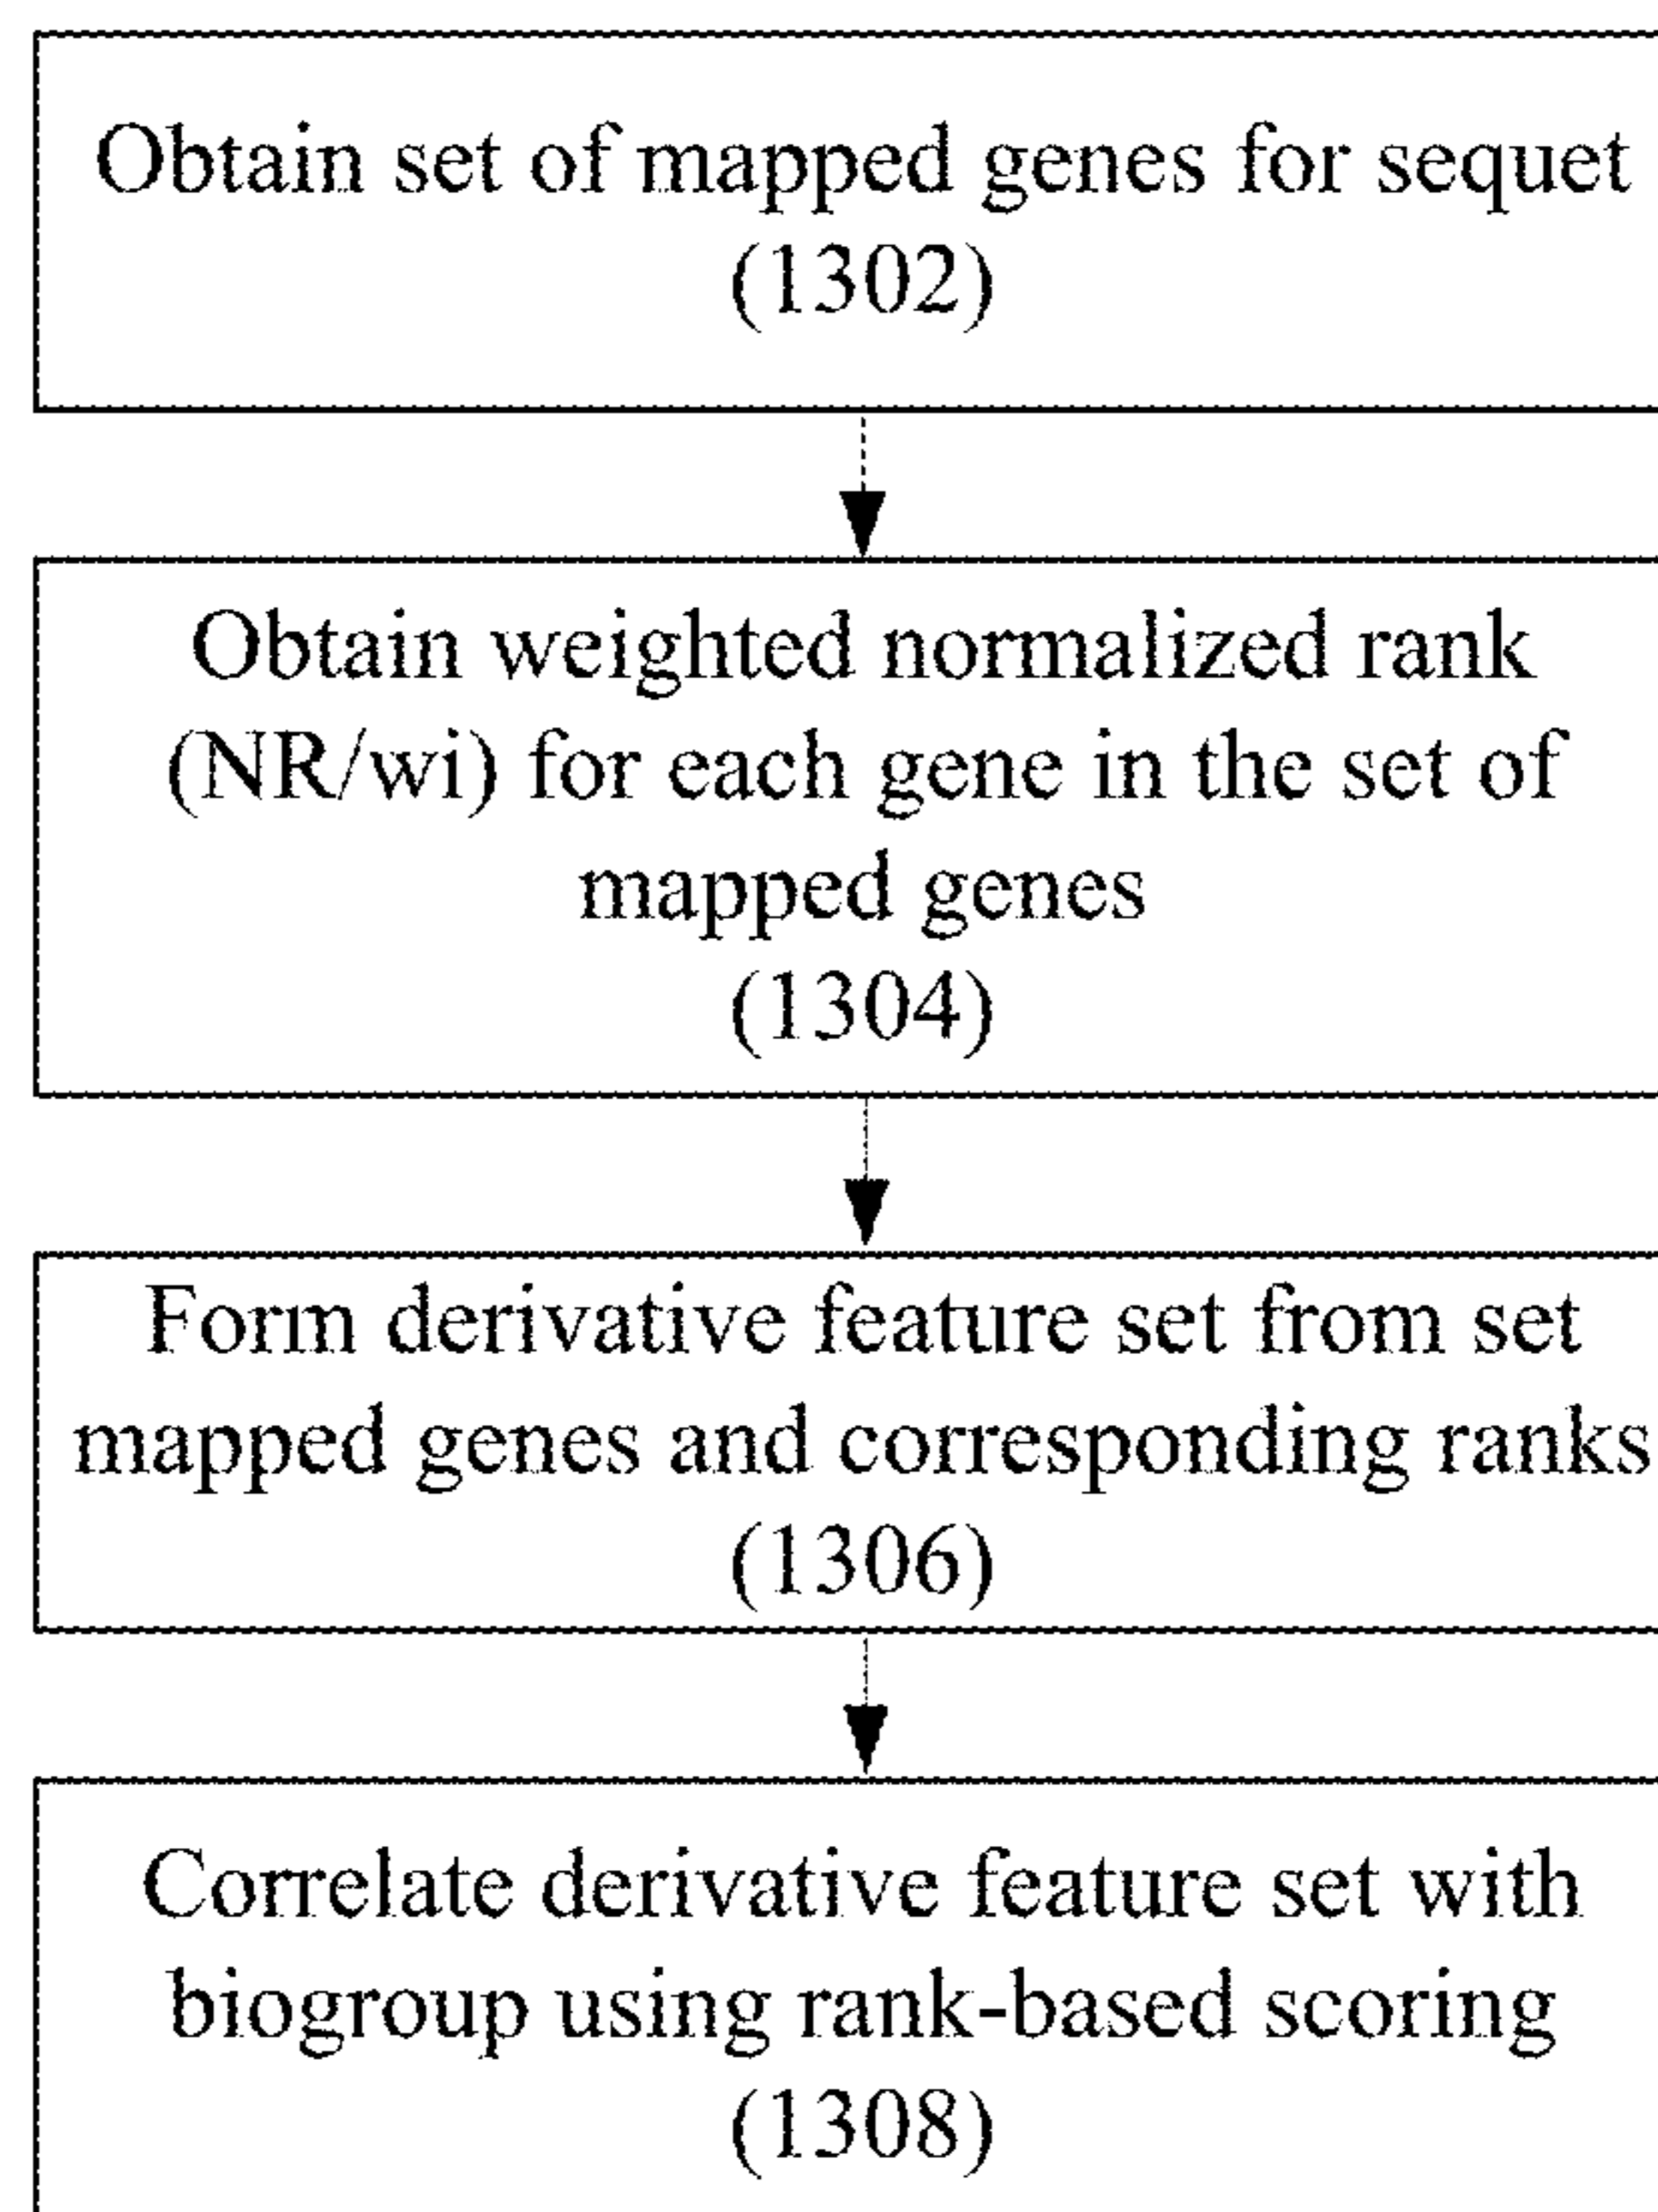 Obtain set of mapped genes for sequet
(1302)
Obtain weighted normalized rank
(NR/wi) for each gene in the set of
mapped genes
(1304)
Form derivative feature set from set
mapped genes and corresponding ranks
(1306)
Correlate derivative feature set with
biogroup using rank-based scoring
(1308)